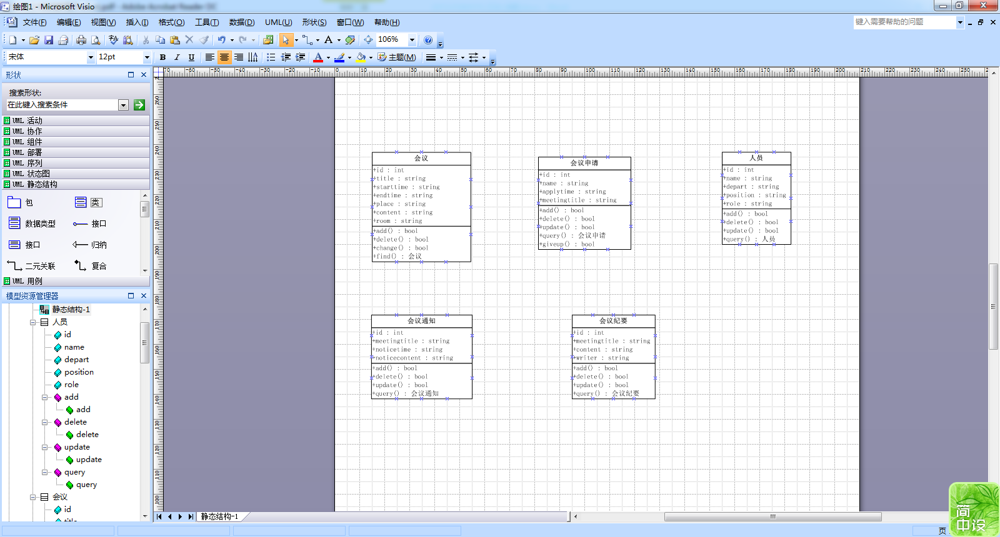 绘图1 - Microsoft Visio
文件(F) 编辑(E) 视图(V) 插入(I) 格式(O) 工具(T) 数据(D) UML(U) 形状(S) 窗口(W) 帮助(H)
键入需要帮助的问题
106%
宋体 12pt
B I U A 主题(M)
形状
搜索形状:
在此键入搜索条件
UML 活动
UML 协作
UML 组件
UML 部署
UML 序列
UML 状态图
UML 静态结构
包 类
数据类型 接口
接口 归纳
二元关联 复合
UML 用例
模型资源管理器
静态结构-1
人员
id
name
depart
position
role
add
add
delete
delete
update
update
query
query
会议
id
title
会议
+id : int
+title : string
+starttime : string
+endtime : string
+place : string
+content : string
+room : string
+add() : bool
+delete() : bool
+change() : bool
+find() : 会议
会议申请
+id : int
+name : string
+applytime : string
+meetingtitle : string
+add() : bool
+delete() : bool
+update() : bool
+query() : 会议申请
+giveup() : bool
人员
+id : int
+name : string
+depart : string
+position : string
+role : string
+add() : bool
+delete() : bool
+update() : bool
+query() : 人员
会议通知
+id : int
+meetingtitle : string
+noticetime : string
+noticecontent : string
+add() : bool
+delete() : bool
+update() : bool
+query() : 会议通知
会议纪要
+id : int
+meetingtitle : string
+content : string
+writer : string
+add() : bool
+delete() : bool
+update() : bool
+query() : 会议纪要
静态结构-1
页
简
中设